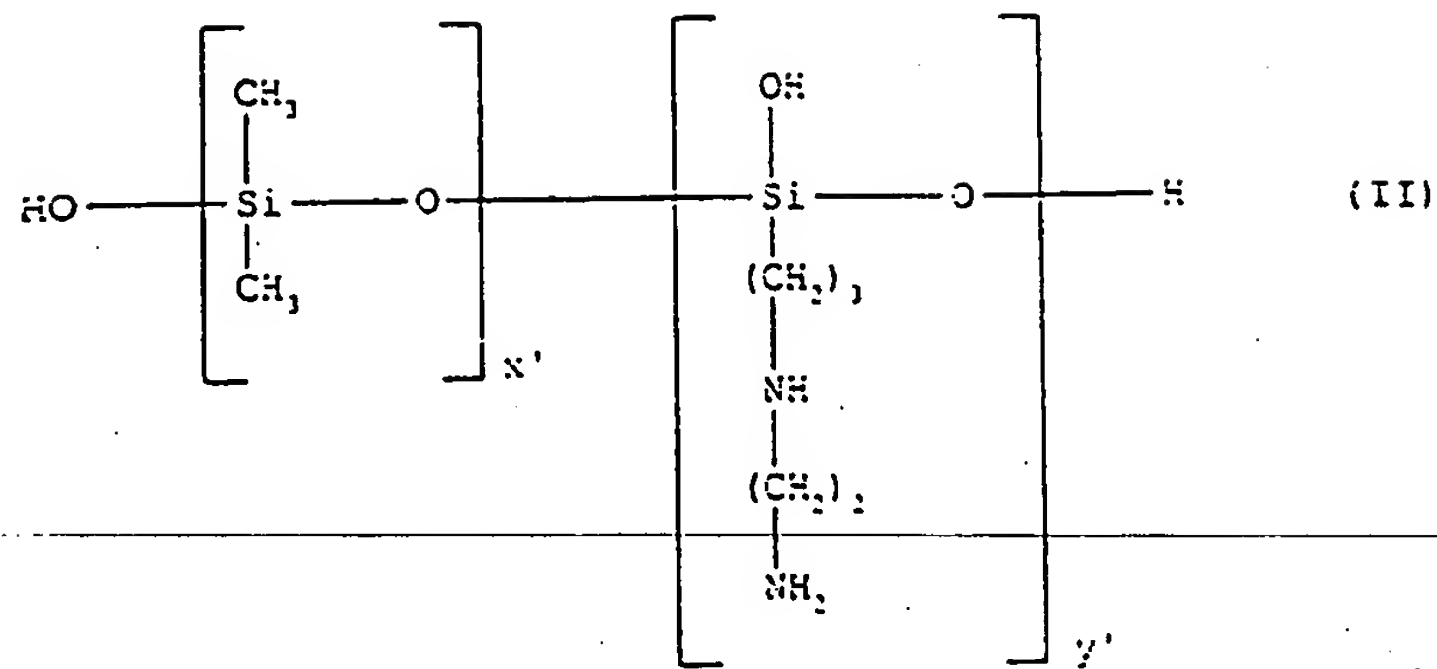 CH₃ OH
HO Si O Si O H (II)
CH₃ (CH₂)₃
x' NH
(CH₂)₂
NH₂
y'